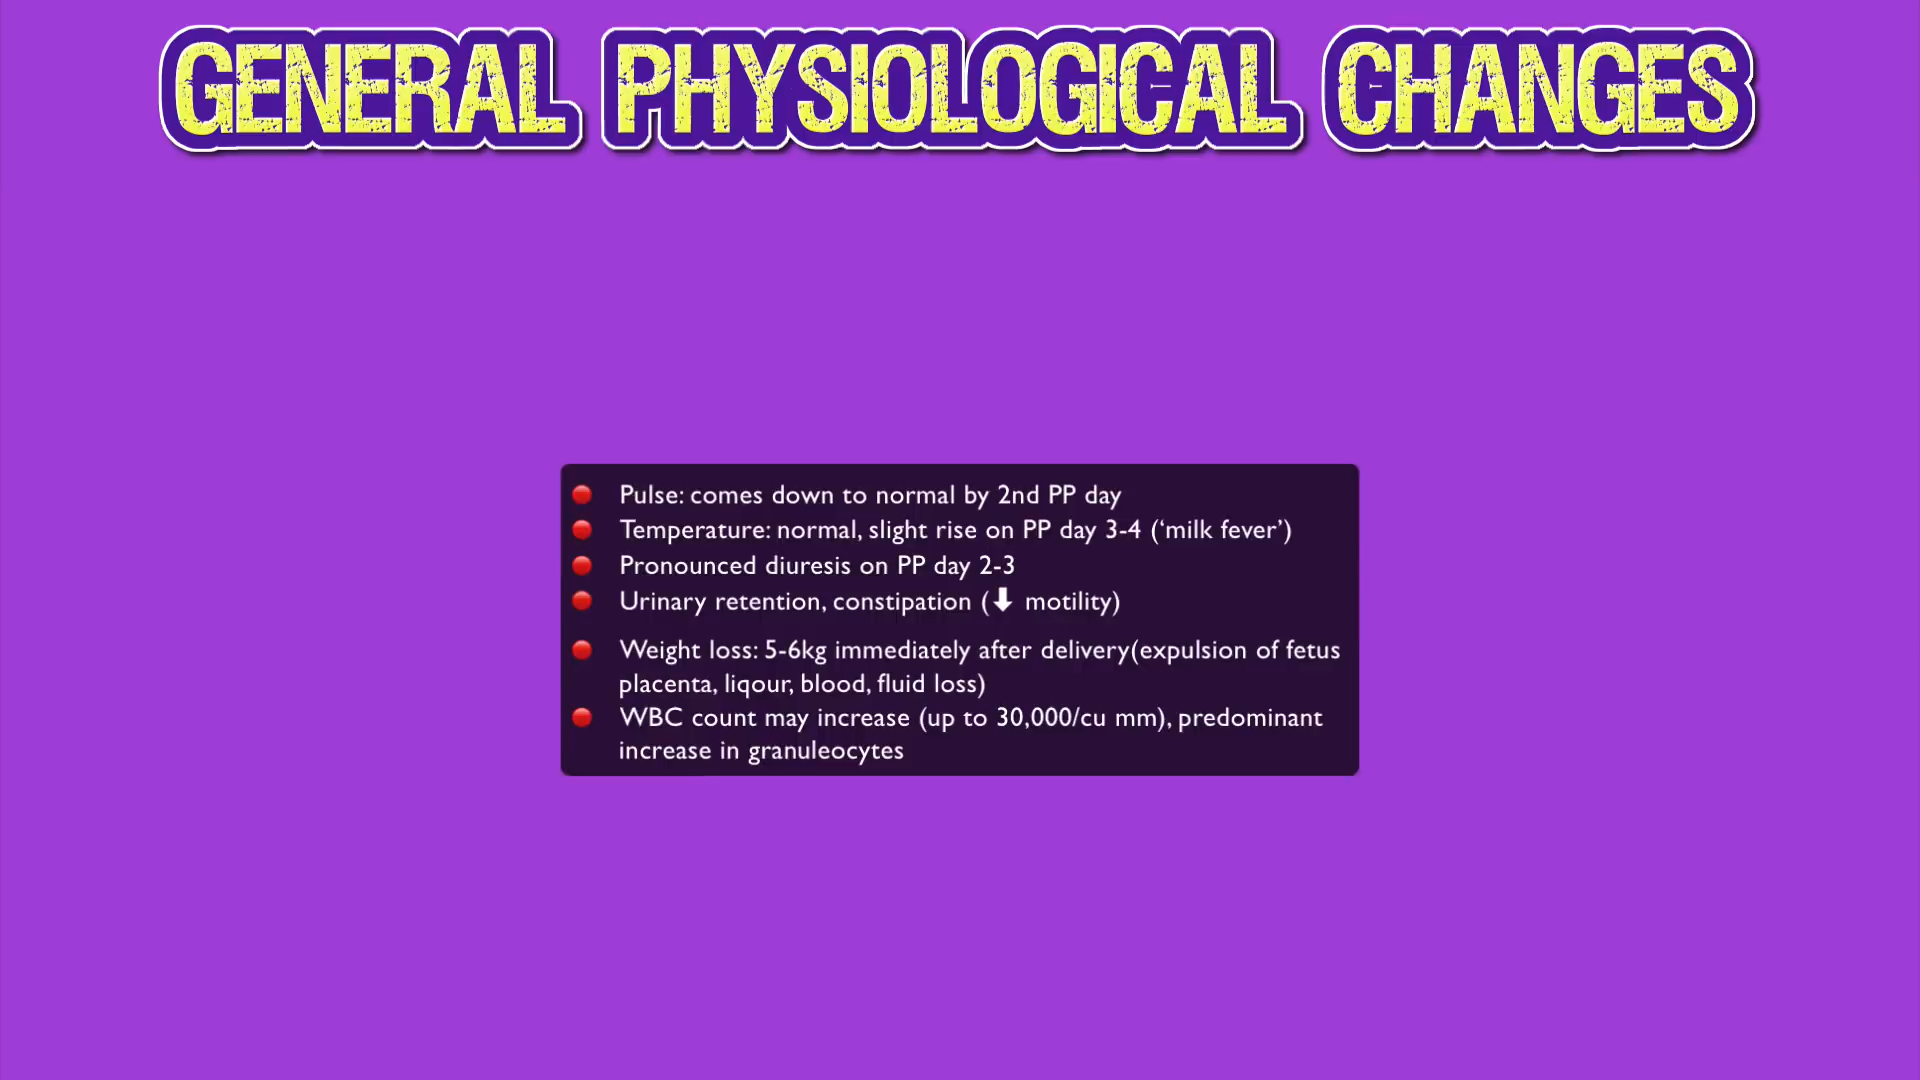 GENERAL PHYSIOLOGICAL CHANGES
Pulse: comes down to normal by 2nd PP day
Temperature: normal, slight rise on PP day 3-4 (‘milk fever’)
Pronounced diuresis on PP day 2-3
Urinary retention, constipation (⬇ motility)
Weight loss: 5-6kg immediately after delivery(expulsion of fetus
placenta, liqour, blood, fluid loss)
WBC count may increase (up to 30,000/cu mm), predominant
increase in granuleocytes